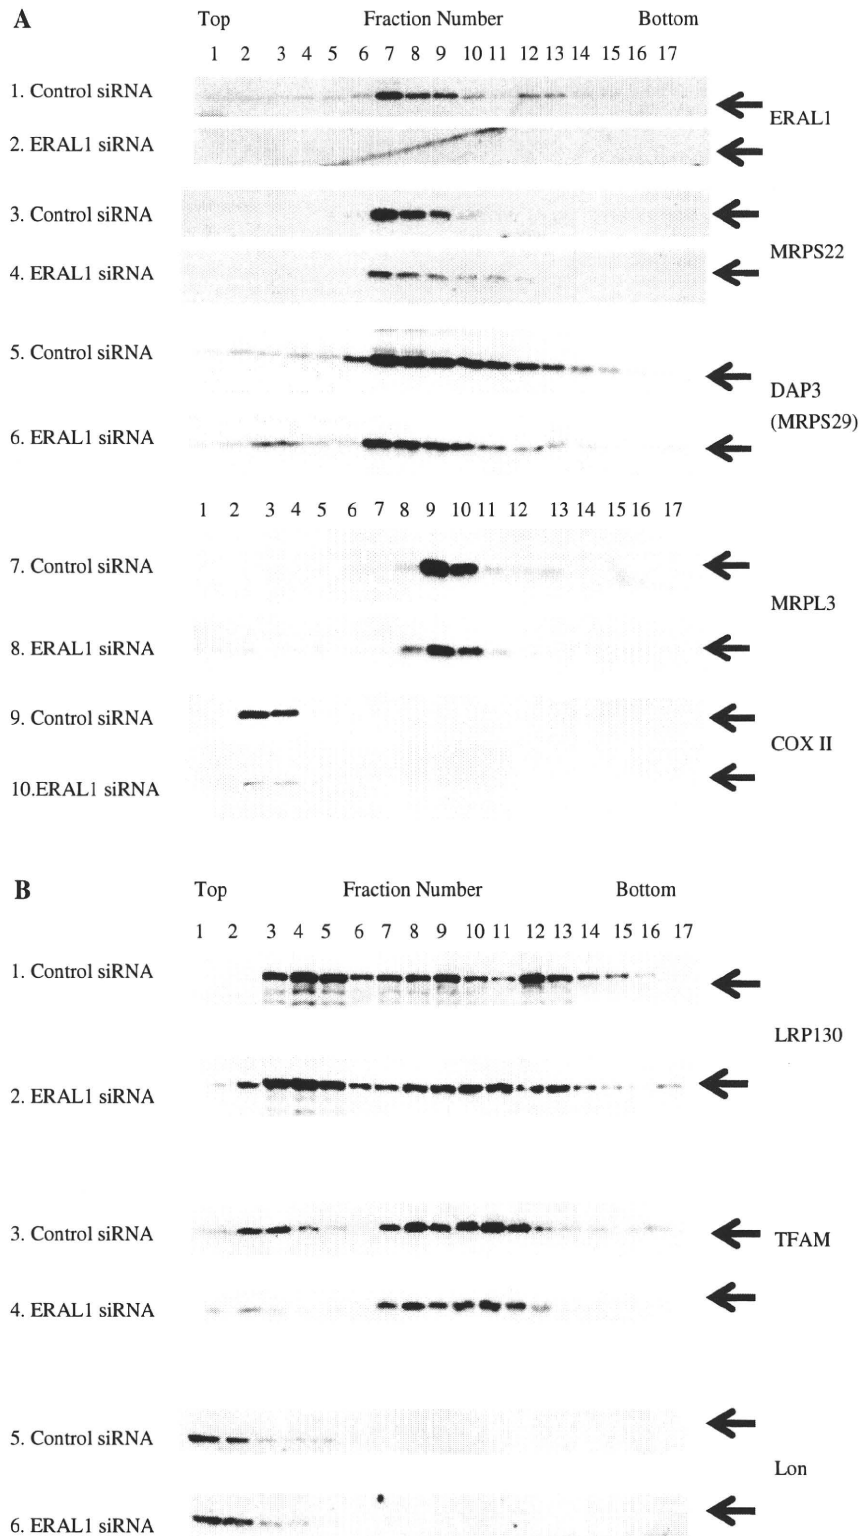 A Top Fraction Number Bottom
1 2 3 4 5 6 7 8 9 10 11 12 13 14 15 16 17
1. Control siRNA
ERAL1
2. ERAL1 siRNA
3. Control siRNA
MRPS22
4. ERAL1 siRNA
5. Control siRNA
DAP3
(MRPS29)
6. ERAL1 siRNA
1 2 3 4 5 6 7 8 9 10 11 12 13 14 15 16 17
7. Control siRNA
MRPL3
8. ERAL1 siRNA
9. Control siRNA
COX II
10.ERAL1 siRNA
B Top Fraction Number Bottom
1 2 3 4 5 6 7 8 9 10 11 12 13 14 15 16 17
1. Control siRNA
LRP130
2. ERAL1 siRNA
3. Control siRNA
TFAM
4. ERAL1 siRNA
5. Control siRNA
Lon
6. ERAL1 siRNA